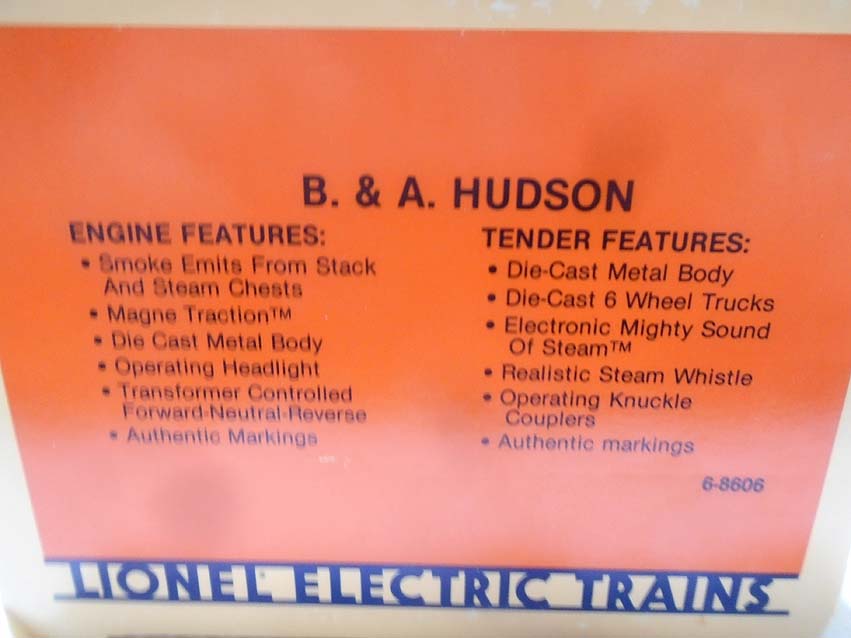 B. & A. HUDSON
ENGINE FEATURES:
• Smoke Emits From Stack
And Steam Chests
• Magne Traction™
• Die Cast Metal Body
• Operating Headlight
• Transformer Controlled
Forward-Neutral-Reverse
• Authentic Markings
TENDER FEATURES:
• Die-Cast Metal Body
• Die-Cast 6 Wheel Trucks
• Electronic Mighty Sound
Of Steam™
• Realistic Steam Whistle
• Operating Knuckle
Couplers
• Authentic markings
6-8606
LIONEL ELECTRIC TRAINS